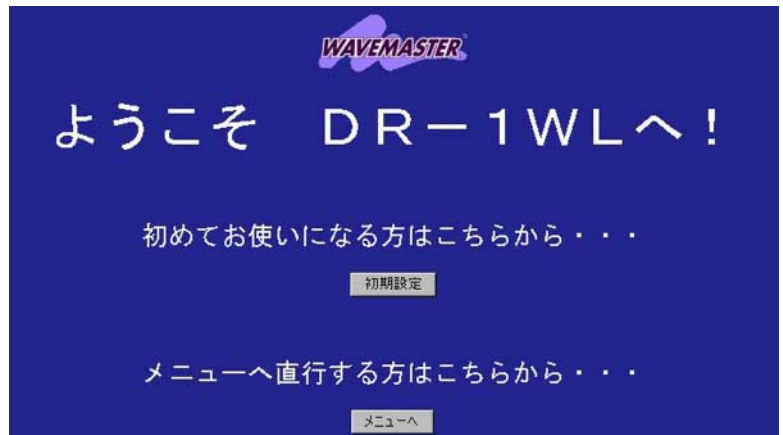 WAVEMASTER
ようこそ　ＤＲ－１ＷＬへ！
初めてお使いになる方はこちらから・・・
初期設定
メニューへ直行する方はこちらから・・・
メニューへ